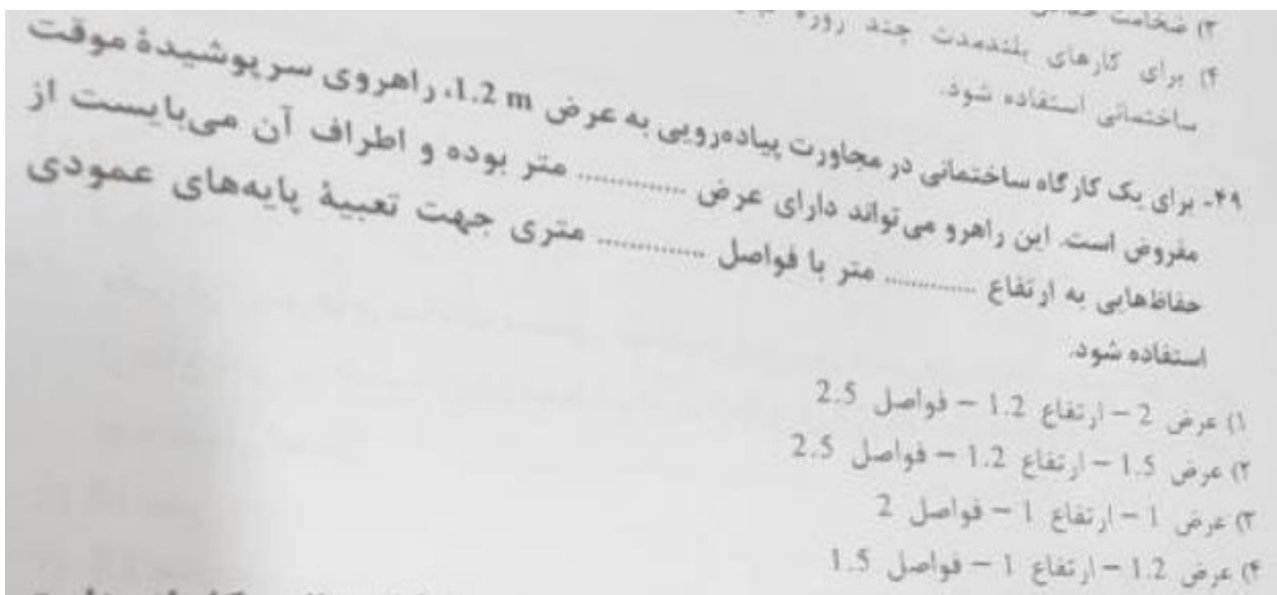 ۳) ضخامت
۴) برای کارهای بلندمدت چند روزه
ساختمانی استفاده شود.
۴۹- برای یک کارگاه ساختمانی در مجاورت پیاده‌رویی به عرض 1.2 m، راهروی سرپوشیدهٔ موقت
مفروض است. این راهرو می‌تواند دارای عرض ............. متر بوده و اطراف آن می‌بایست از
حفاظ‌هایی به ارتفاع ............. متر با فواصل ............. متری جهت تعبیهٔ پایه‌های عمودی
استفاده شود.
۱) عرض 2 – ارتفاع 1.2 – فواصل 2.5
۲) عرض 1.5 – ارتفاع 1.2 – فواصل 2.5
۳) عرض 1 – ارتفاع 1 – فواصل 2
۴) عرض 1.2 – ارتفاع 1 – فواصل 1.5